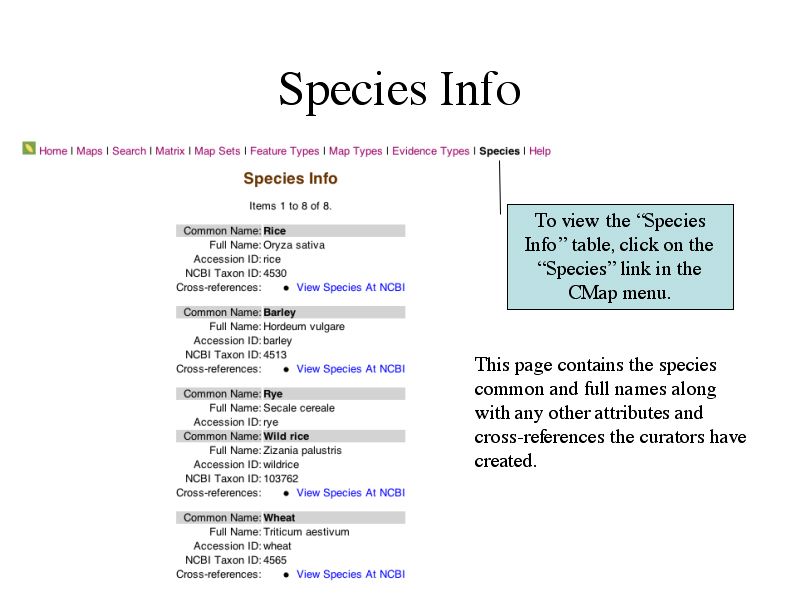 Species Info
Home | Maps | Search | Matrix | Map Sets | Feature Types | Map Types | Evidence Types | Species | Help
Species Info
Items 1 to 8 of 8.
Common Name: Rice
Full Name: Oryza sativa
Accession ID: rice
NCBI Taxon ID: 4530
Cross-references: • View Species At NCBI
Common Name: Barley
Full Name: Hordeum vulgare
Accession ID: barley
NCBI Taxon ID: 4513
Cross-references: • View Species At NCBI
Common Name: Rye
Full Name: Secale cereale
Accession ID: rye
Common Name: Wild rice
Full Name: Zizania palustris
Accession ID: wildrice
NCBI Taxon ID: 103762
Cross-references: • View Species At NCBI
Common Name: Wheat
Full Name: Triticum aestivum
Accession ID: wheat
NCBI Taxon ID: 4565
Cross-references: • View Species At NCBI
To view the “Species
Info” table, click on the
“Species” link in the
CMap menu.
This page contains the species
common and full names along
with any other attributes and
cross-references the curators have
created.